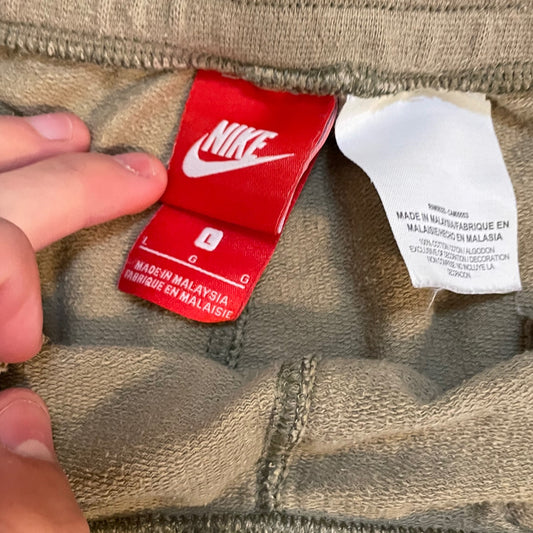 NIKE
L
L G G
MADE IN MALAYSIA
FABRIQUE EN MALAISIE
MADE IN MALAYSIA/FABRIQUE EN
MALAISIE/HECHO EN MALASIA
100% COTTON/COTON/ALGODON
EXCLUSIVE OF DECORATION/DECORATION
NON COMPRISE/NO INCLUYE LA
DECORACION